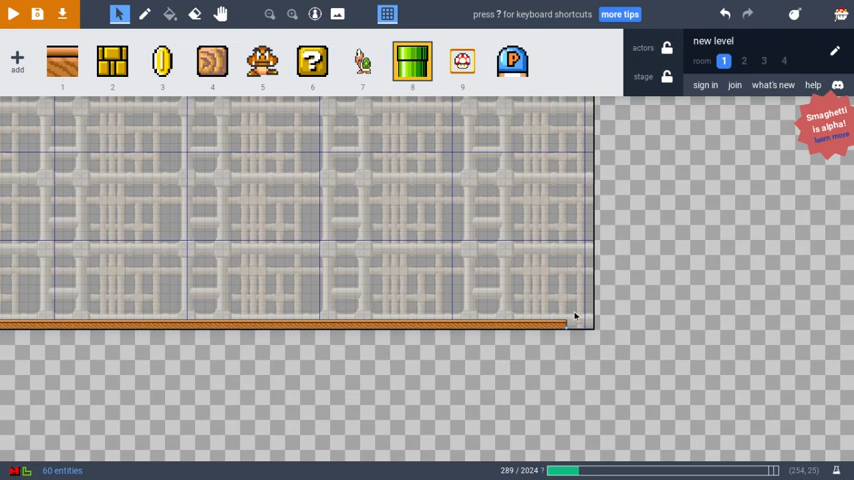 press ? for keyboard shortcuts more tips
add
1 2 3 4 5 6 7 8 9
P
actors
stage
new level
room 1 2 3 4
sign in join what's new help
Smaghetti
is alpha!
learn more
60 entities
289 / 2024 ?
(254, 25)